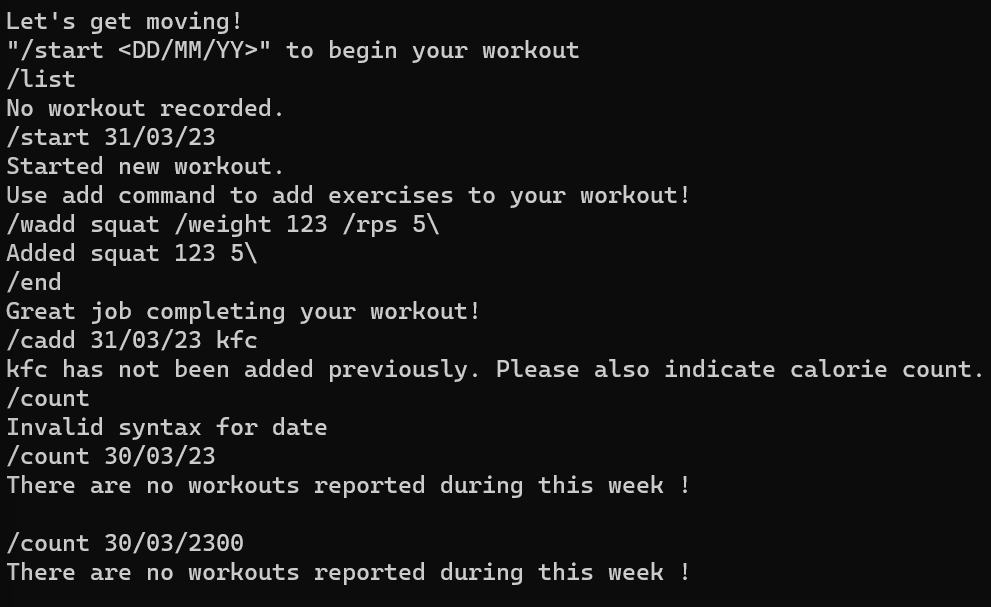 Let's get moving!
"/start <DD/MM/YY>" to begin your workout
/list
No workout recorded.
/start 31/03/23
Started new workout.
Use add command to add exercises to your workout!
/wadd squat /weight 123 /rps 5\
Added squat 123 5\
/end
Great job completing your workout!
/cadd 31/03/23 kfc
kfc has not been added previously. Please also indicate calorie count.
/count
Invalid syntax for date
/count 30/03/23
There are no workouts reported during this week !
/count 30/03/2300
There are no workouts reported during this week !